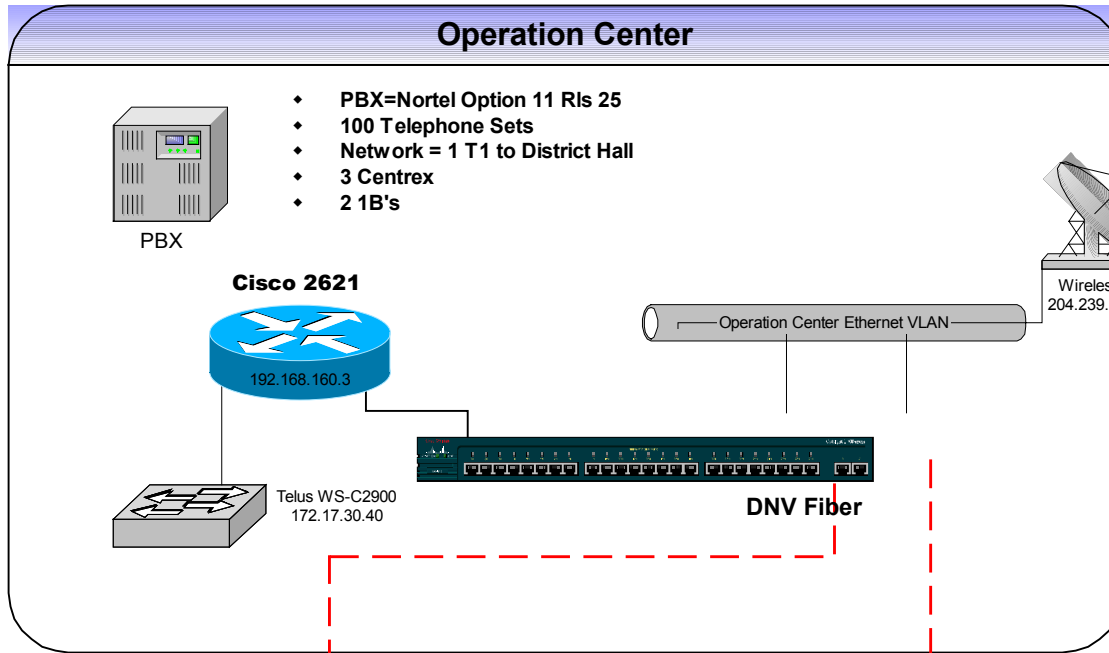 Operation Center
PBX=Nortel Option 11 Rls 25
100 Telephone Sets
Network = 1 T1 to District Hall
3 Centrex
2 1B's
PBX
Cisco 2621
192.168.160.3
Operation Center Ethernet VLAN
204.239.
Telus WS-C2900
172.17.30.40
DNV Fiber